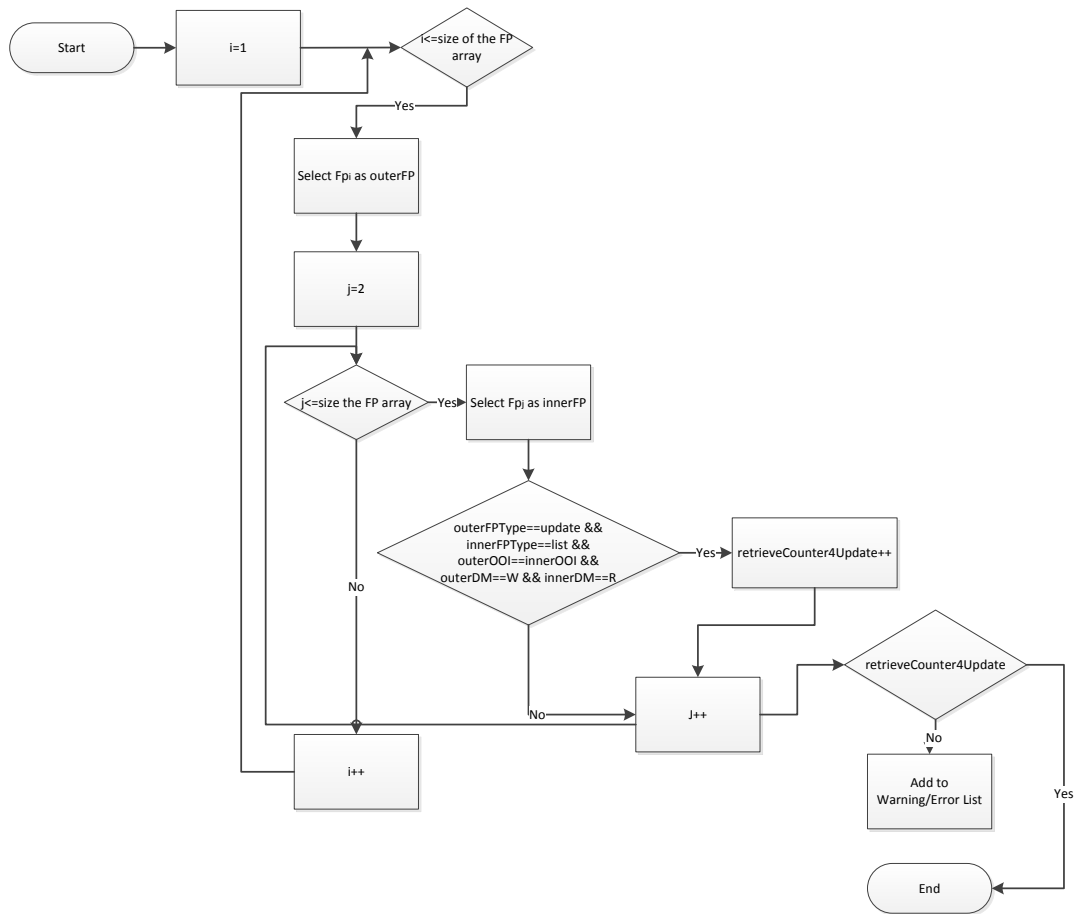 Start
i=1
i<=size of the FP
array
Yes
Select Fpi as outerFP
j=2
j<=size the FP array
Yes
Select Fpj as innerFP
outerFPType==update &&
innerFPType==list &&
outerOOI==innerOOI &&
outerDM==W && innerDM==R
Yes
retrieveCounter4Update++
No
No
J++
retrieveCounter4Update
No
Yes
i++
Add to
Warning/Error List
End